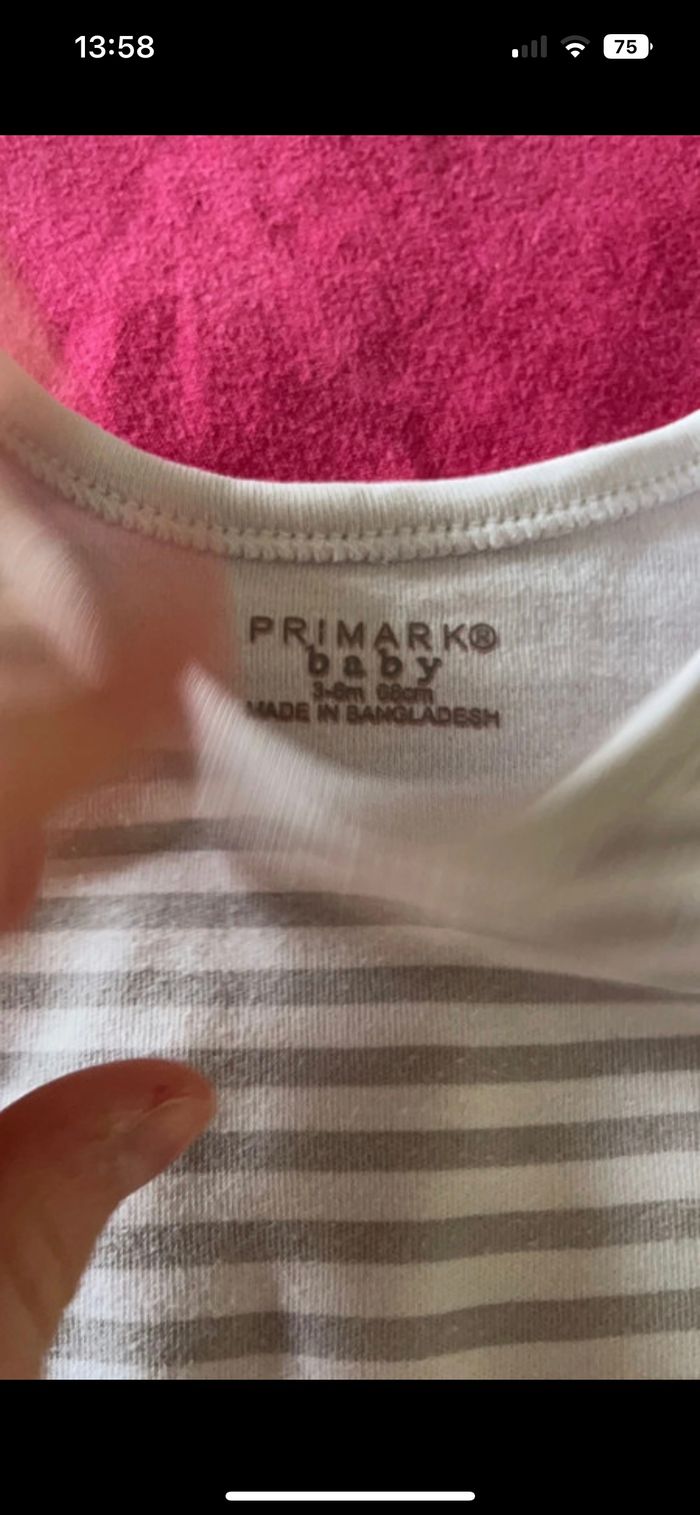 13:58
75
PRIMARK®
baby
3-6m 68cm
MADE IN BANGLADESH